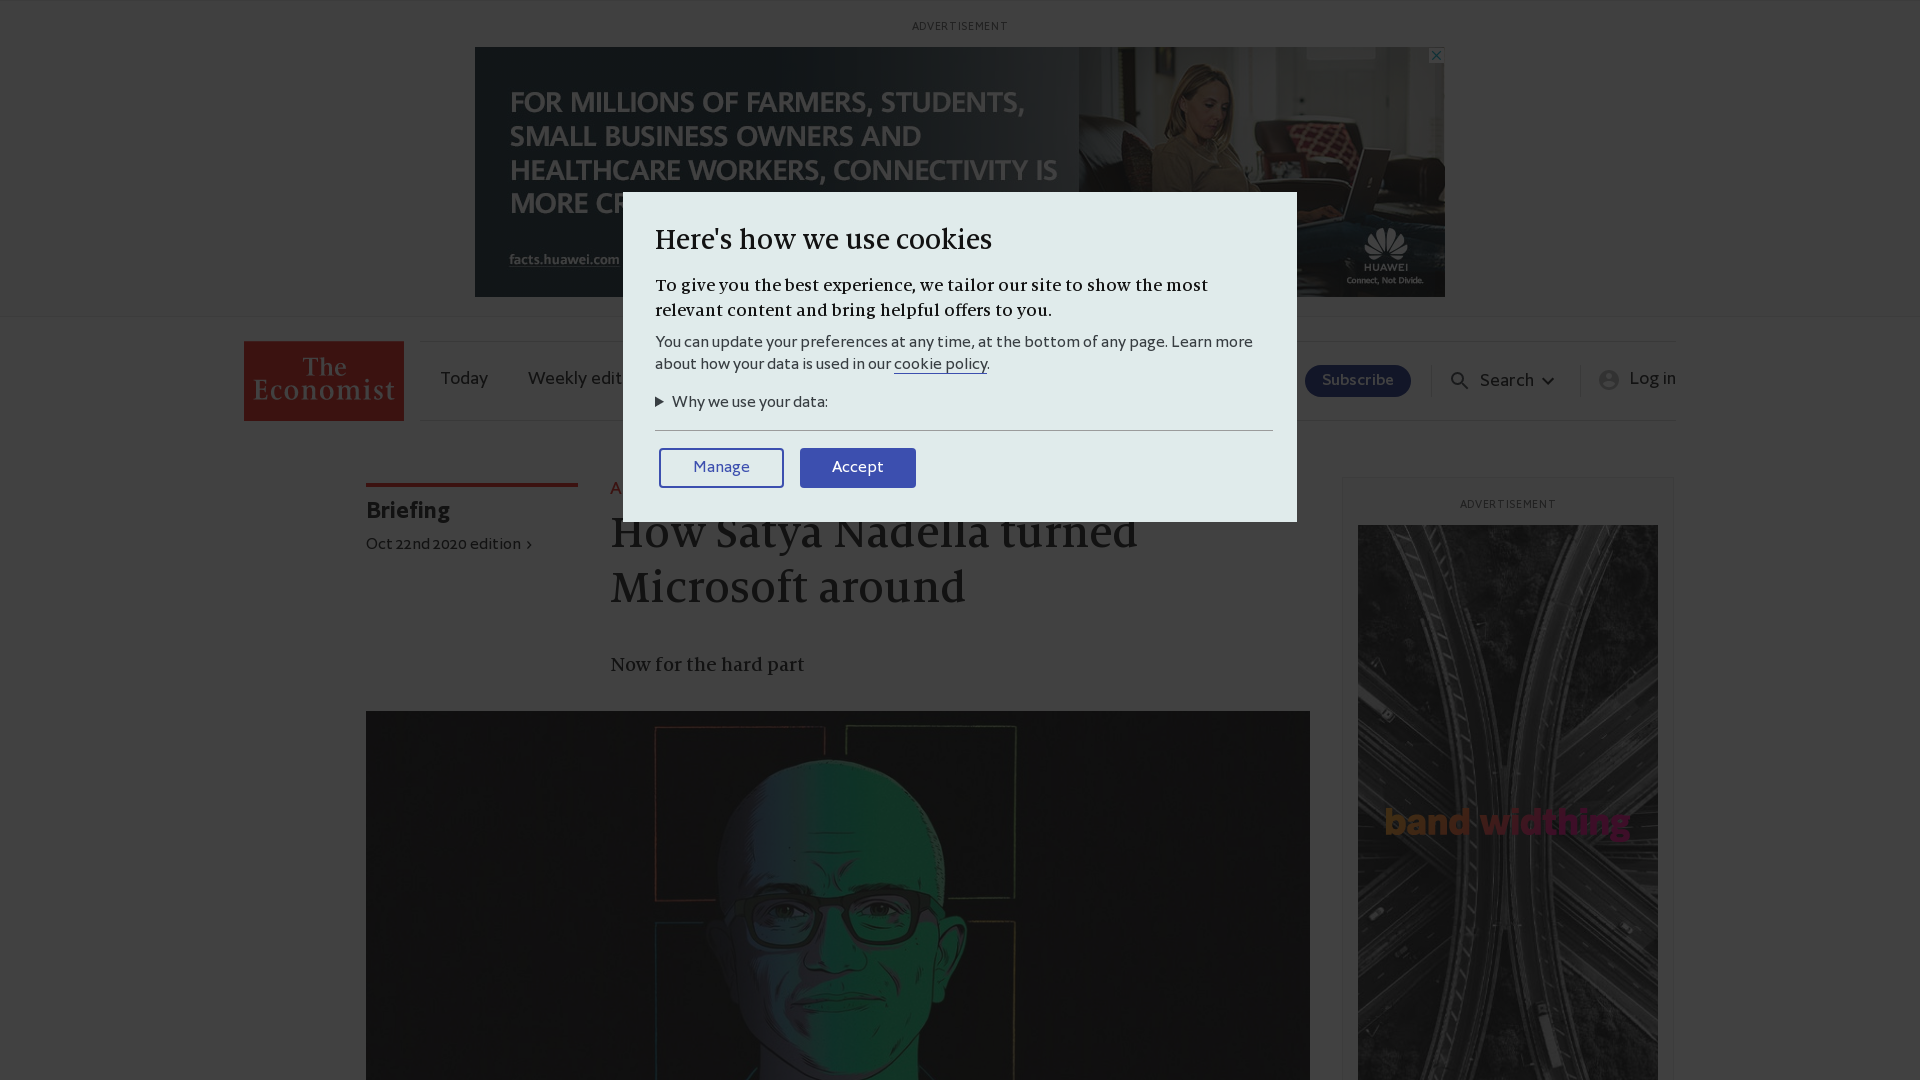 ADVERTISEMENT
FOR MILLIONS OF FARMERS, STUDENTS,
SMALL BUSINESS OWNERS AND
HEALTHCARE WORKERS, CONNECTIVITY IS
MORE
facts.huawei.com
HUAWEI
Connect, Not Divide.
Here's how we use cookies
To give you the best experience, we tailor our site to show the most
relevant content and bring helpful offers to you.
You can update your preferences at any time, at the bottom of any page. Learn more
about how your data is used in our cookie policy.
Why we use your data:
Manage
Accept
The
Economist
Today
Weekly edit
Subscribe
Search
Log in
Briefing
Oct 22nd 2020 edition
How Satya Nadella turned
Microsoft around
Now for the hard part
ADVERTISEMENT
band widthing